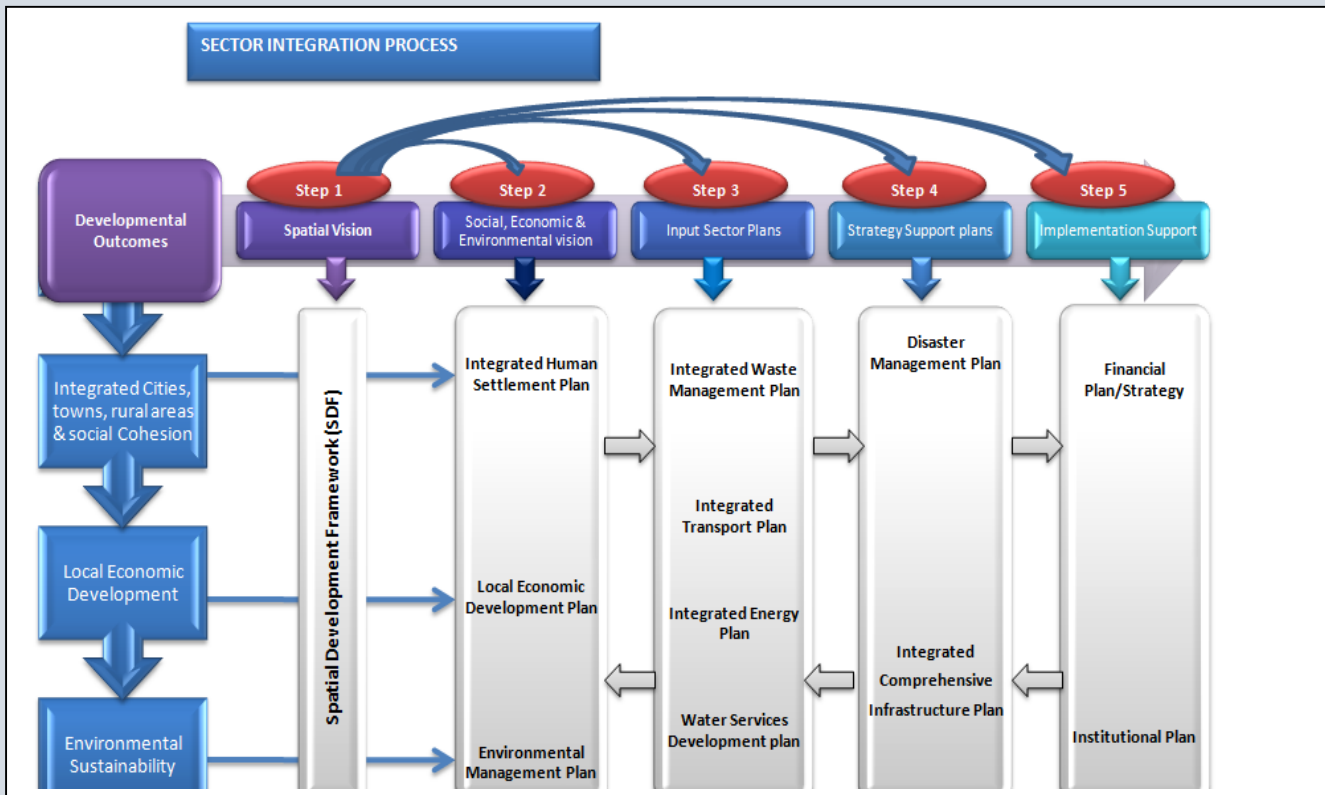 SECTOR INTEGRATION PROCESS
Developmental
Outcomes
Step 1
Spatial Vision
Step 2
Social, Economic &
Environmental vision
Step 3
Input Sector Plans
Step 4
Strategy Support plans
Step 5
Implementation Support
Integrated Cities,
towns, rural areas
& social Cohesion
Local Economic
Development
Environmental
Sustainability
Spatial Development Framework(SDF)
Integrated Human
Settlement Plan
Local Economic
Development Plan
Environmental
Management Plan
Integrated Waste
Management Plan
Integrated
Transport Plan
Integrated Energy
Plan
Water Services
Development plan
Disaster
Management Plan
Integrated
Comprehensive
Infrastructure Plan
Financial
Plan/Strategy
Institutional Plan